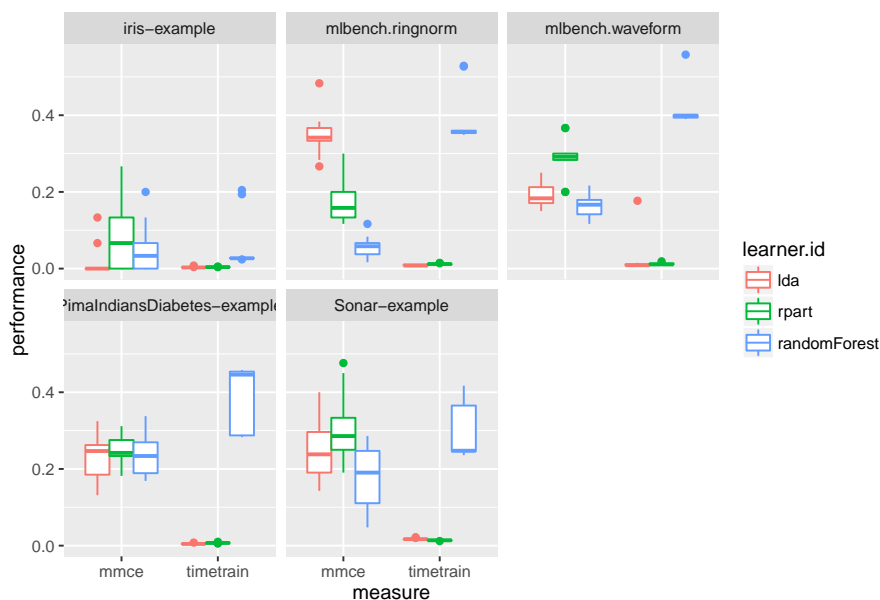 iris−example
mlbench.ringnorm
mlbench.waveform
0.4
0.2
0.0
PimaIndiansDiabetes−example
Sonar−example
0.4
0.2
0.0
mmce
timetrain
mmce
timetrain
performance
measure
learner.id
lda
rpart
randomForest